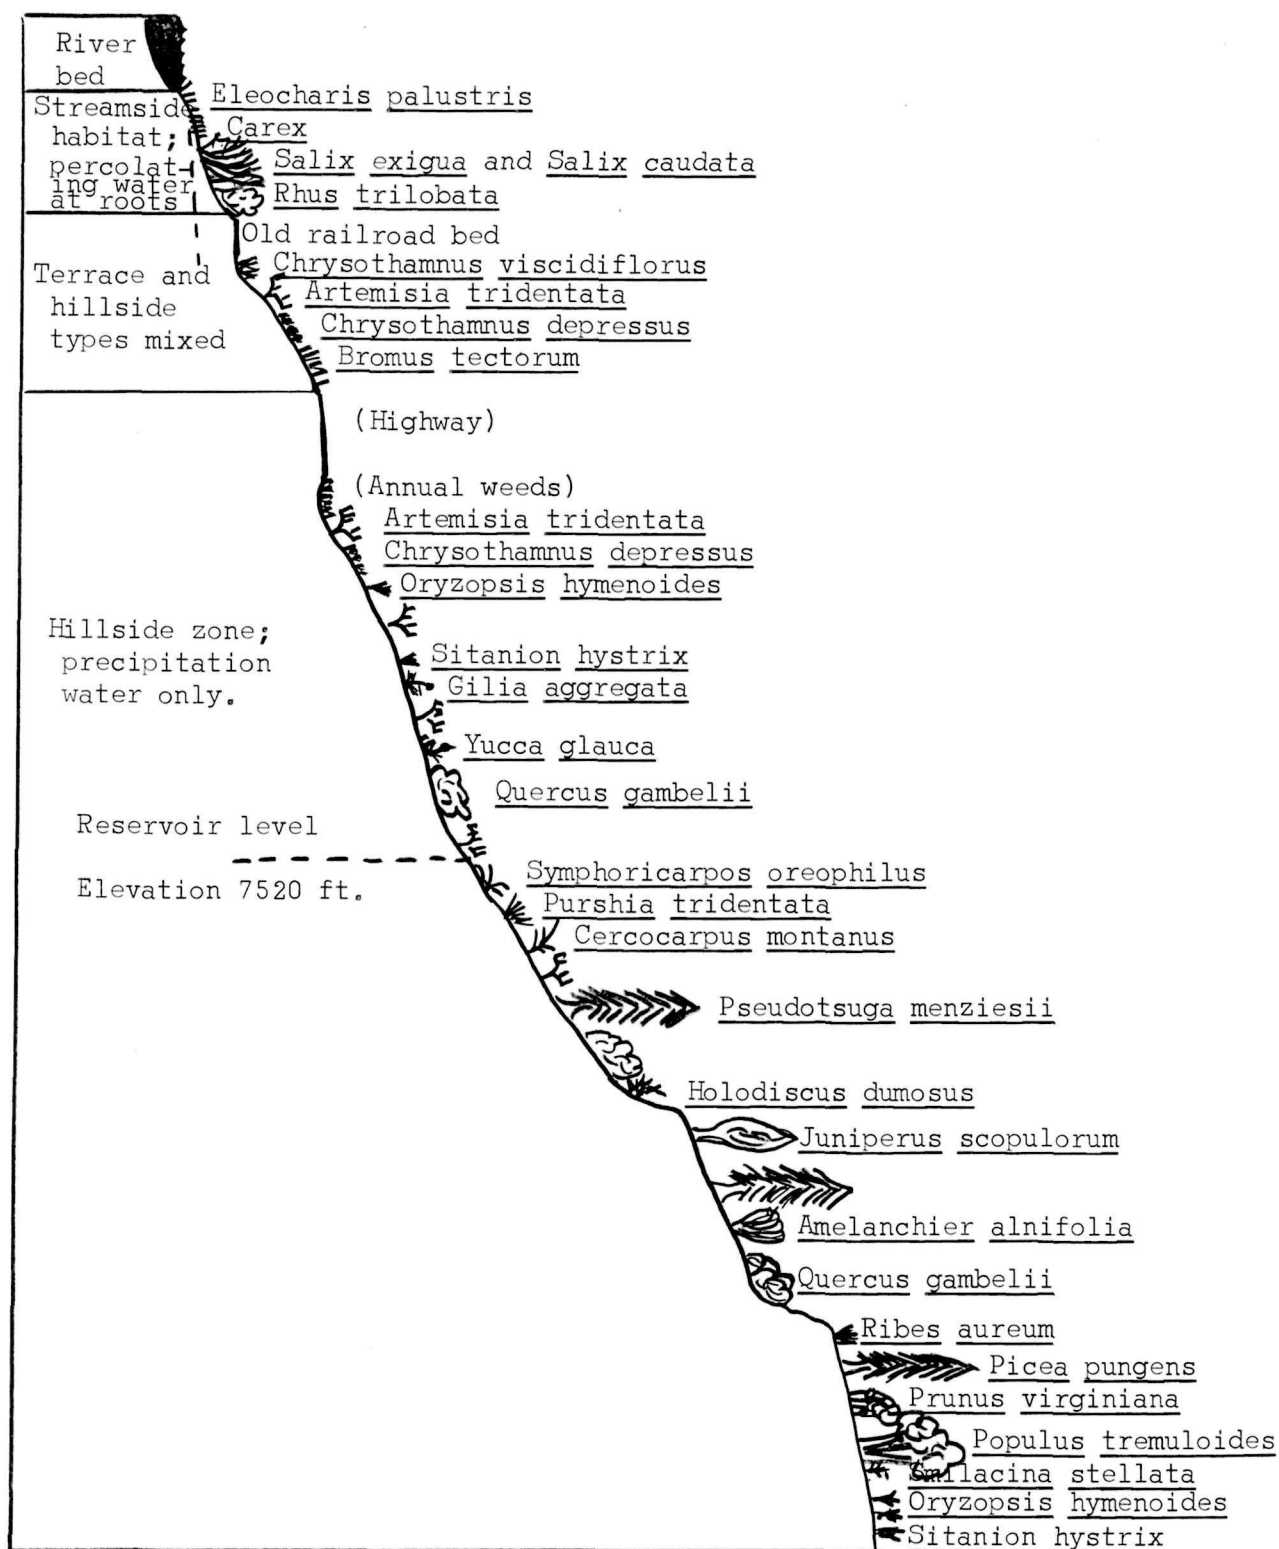 River
bed
Streamside
habitat;
percolat-
ing water
at roots
Eleocharis palustris
Carex
Salix exigua and Salix caudata
Rhus trilobata
Old railroad bed
Terrace and
hillside
types mixed
Chrysothamnus viscidiflorus
Artemisia tridentata
Chrysothamnus depressus
Bromus tectorum
(Highway)
(Annual weeds)
Artemisia tridentata
Chrysothamnus depressus
Oryzopsis hymenoides
Hillside zone;
precipitation
water only.
Sitanion hystrix
Gilia aggregata
Yucca glauca
Quercus gambelii
Reservoir level
Elevation 7520 ft.
Symphoricarpos oreophilus
Purshia tridentata
Cercocarpus montanus
Pseudotsuga menziesii
Holodiscus dumosus
Juniperus scopulorum
Amelanchier alnifolia
Quercus gambelii
Ribes aureum
Picea pungens
Prunus virginiana
Populus tremuloides
Smilacina stellata
Oryzopsis hymenoides
Sitanion hystrix